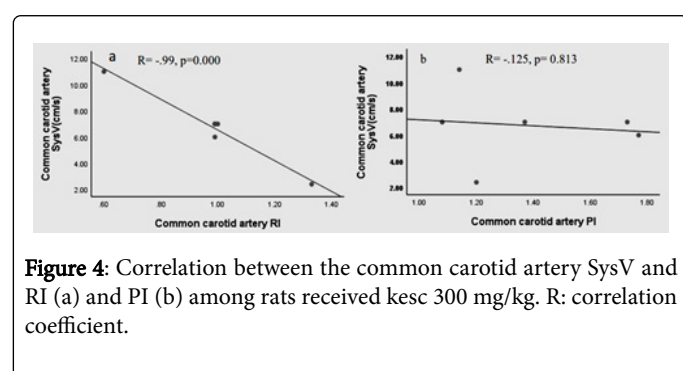 a
R= -.99, p=0.000
12.00
10.00
8.00
6.00
4.00
2.00
Common carotid artery
SysV(cm/s)
.60
.80
1.00
1.20
1.40
Common carotid artery RI
b
R= -.125, p= 0.813
12.00
10.00
8.00
6.00
4.00
2.00
Common carotid artery
SysV(cm/s)
1.00
1.20
1.40
1.60
1.80
Common carotid artery PI
Figure 4: Correlation between the common carotid artery SysV and
RI (a) and PI (b) among rats received kesc 300 mg/kg. R: correlation
coefficient.